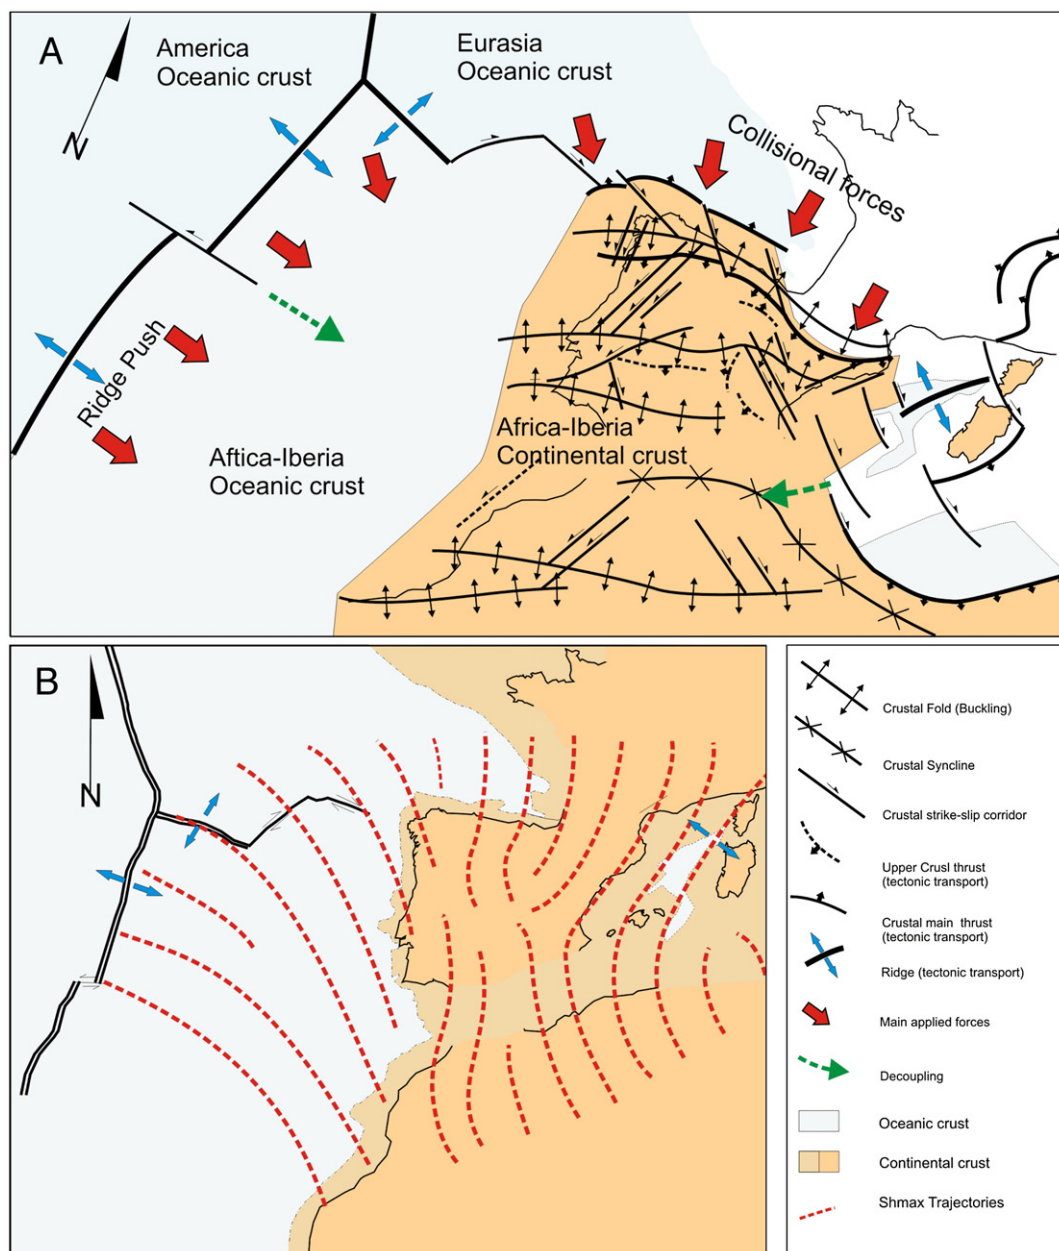 A
America
Oceanic crust
Eurasia
Oceanic crust
N
Collisional forces
Ridge Push
Aftica-Iberia
Oceanic crust
Africa-Iberia
Continental crust
B
N
Crustal Fold (Buckling)
Crustal Syncline
Crustal strike-slip corridor
Upper Crusl thrust
(tectonic transport)
Crustal main thrust
(tectonic transport)
Ridge (tectonic transport)
Main applied forces
Decoupling
Oceanic crust
Continental crust
Shmax Trajectories